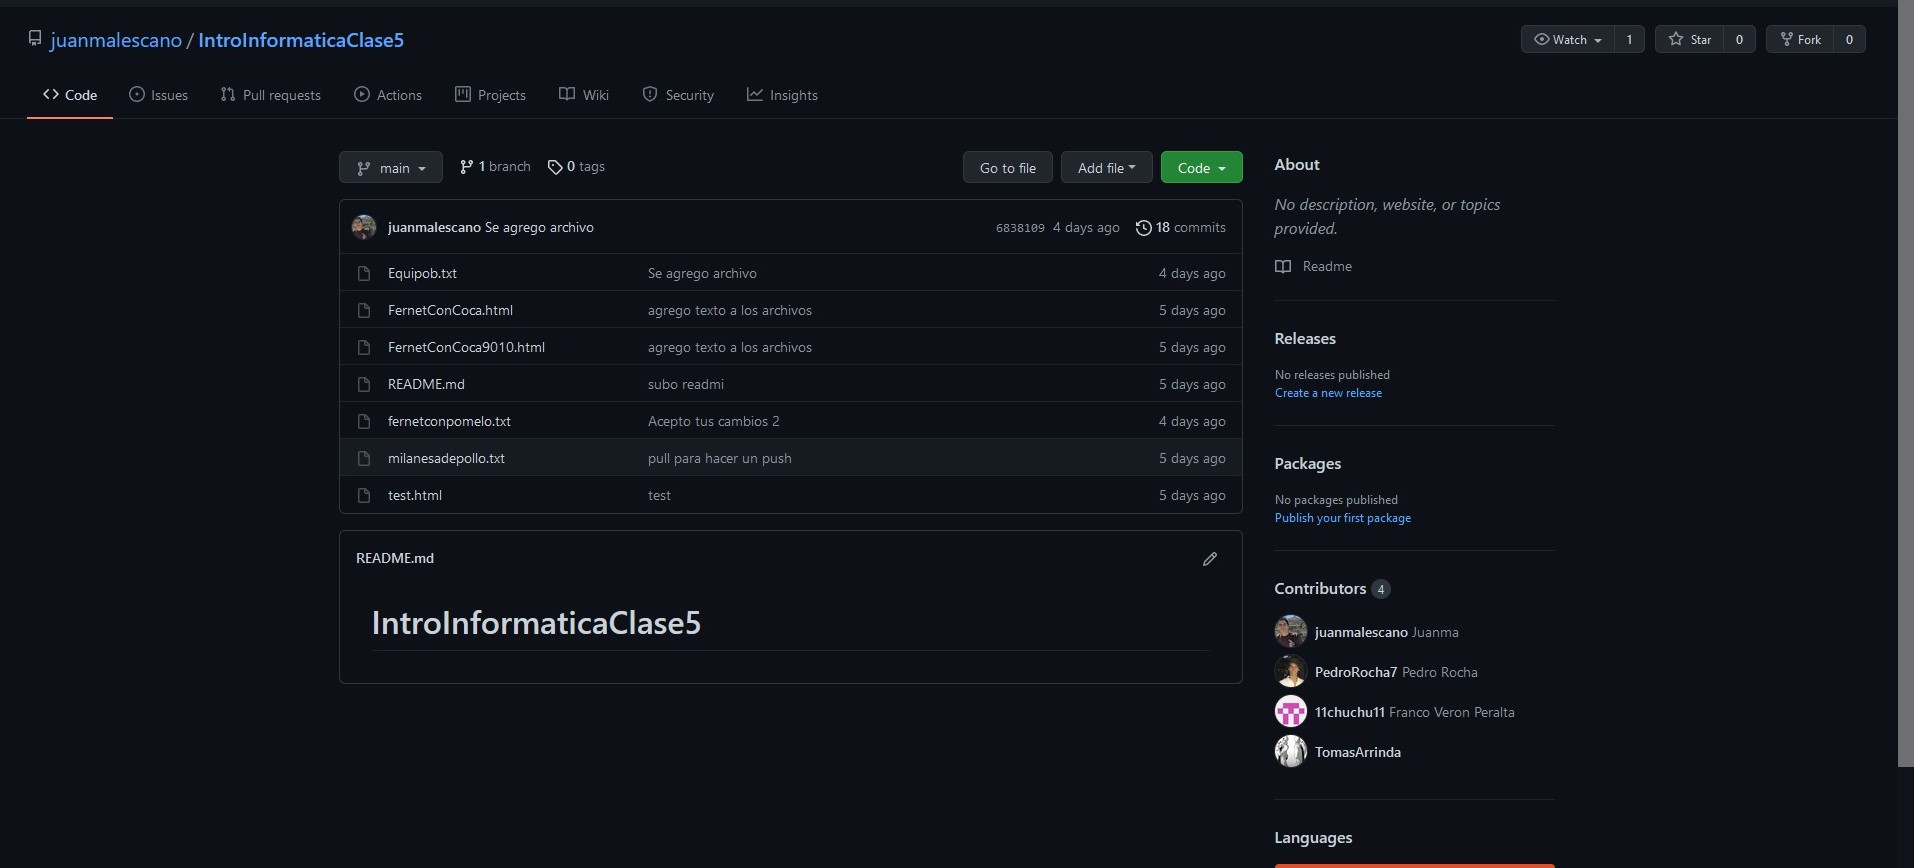 juanmalescano / IntroInformaticaClase5
Watch 1 Star 0 Fork 0
Code Issues Pull requests Actions Projects Wiki Security Insights
main 1 branch 0 tags Go to file Add file Code
juanmalescano Se agrego archivo 6838109 4 days ago 18 commits
Equipob.txt Se agrego archivo 4 days ago
FernetConCoca.html agrego texto a los archivos 5 days ago
FernetConCoca9010.html agrego texto a los archivos 5 days ago
README.md subo readmi 5 days ago
fernetconpomelo.txt Acepto tus cambios 2 4 days ago
milanesadepollo.txt pull para hacer un push 5 days ago
test.html test 5 days ago
README.md
IntroInformaticaClase5
About
No description, website, or topics
provided.
Readme
Releases
No releases published
Create a new release
Packages
No packages published
Publish your first package
Contributors 4
juanmalescano Juanma
PedroRocha7 Pedro Rocha
11chuchu11 Franco Veron Peralta
TomasArrinda
Languages